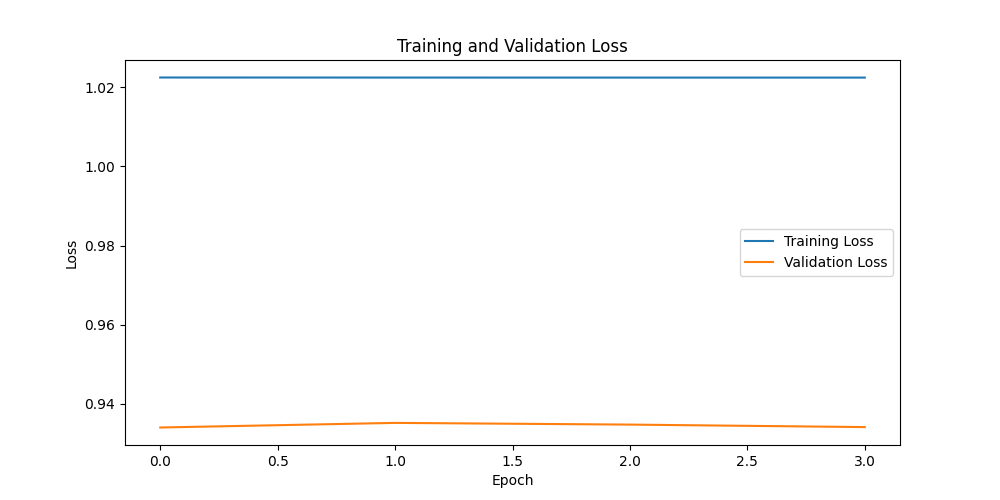 Training and Validation Loss
1.02
1.00
0.98
0.96
0.94
Loss
Training Loss
Validation Loss
0.0 0.5 1.0 1.5 2.0 2.5 3.0
Epoch